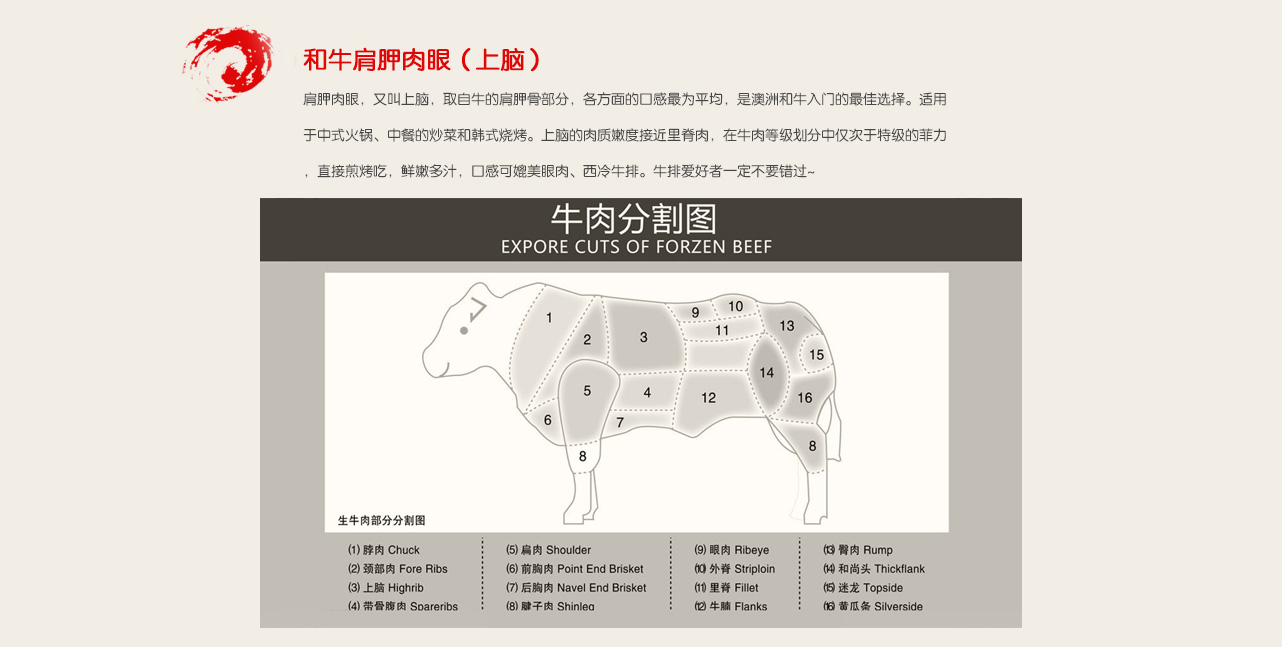 和牛肩胛肉眼（上脑）
肩胛肉眼，又叫上脑，取自牛的肩胛骨部分，各方面的口感最为平均，是澳洲和牛入门的最佳选择。适用
于中式火锅、中餐的炒菜和韩式烧烤。上脑的肉质嫩度接近里脊肉，在牛肉等级划分中仅次于特级的菲力
，直接煎烤吃，鲜嫩多汁，口感可媲美眼肉、西冷牛排。牛排爱好者一定不要错过~
牛肉分割图
EXPORE CUTS OF FORZEN BEEF
1
2
3
4
5
6
7
8
9
10
11
12
13
14
15
16
8
生牛肉部分分割图
(1) 脖肉 Chuck
(2) 颈部肉 Fore Ribs
(3) 上脑 Highrib
(4) 带骨腹肉 Spareribs
(5) 肩肉 Shoulder
(6) 前胸肉 Point End Brisket
(7) 后胸肉 Navel End Brisket
(8) 腱子肉 Shinleg
(9) 眼肉 Ribeye
(10) 外脊 Striploin
(11) 里脊 Fillet
(12) 牛腩 Flanks
(13) 臀肉 Rump
(14) 和尚头 Thickflank
(15) 迷龙 Topside
(16) 黄瓜条 Silverside